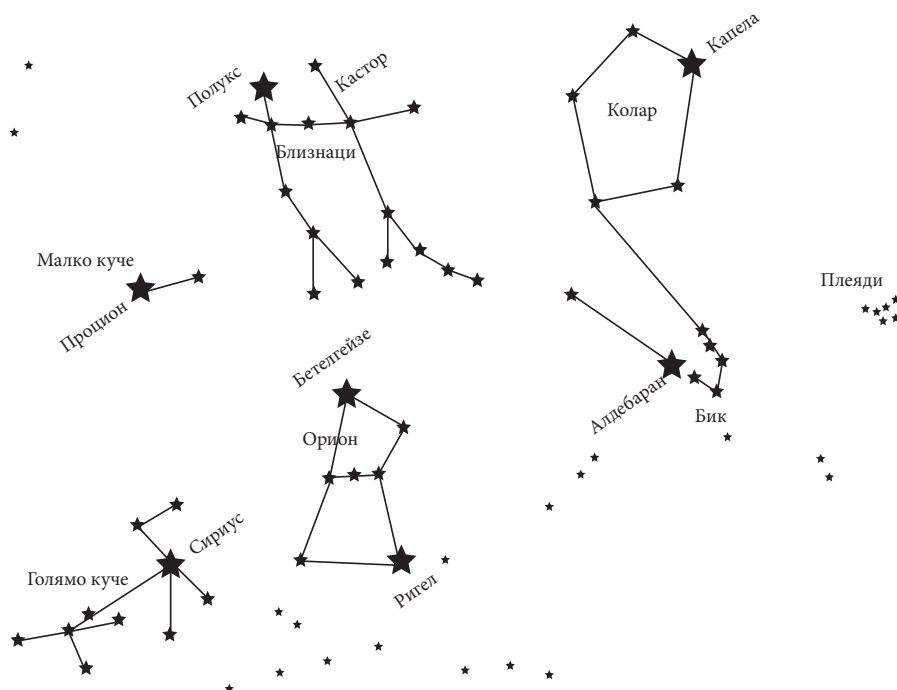 Капела
Полукс
Кастор
Колар
Близнаци
Малко куче
Плеяди
Процион
Бетелгейзе
Алдебаран
Бик
Орион
Сириус
Голямо куче
Ригел